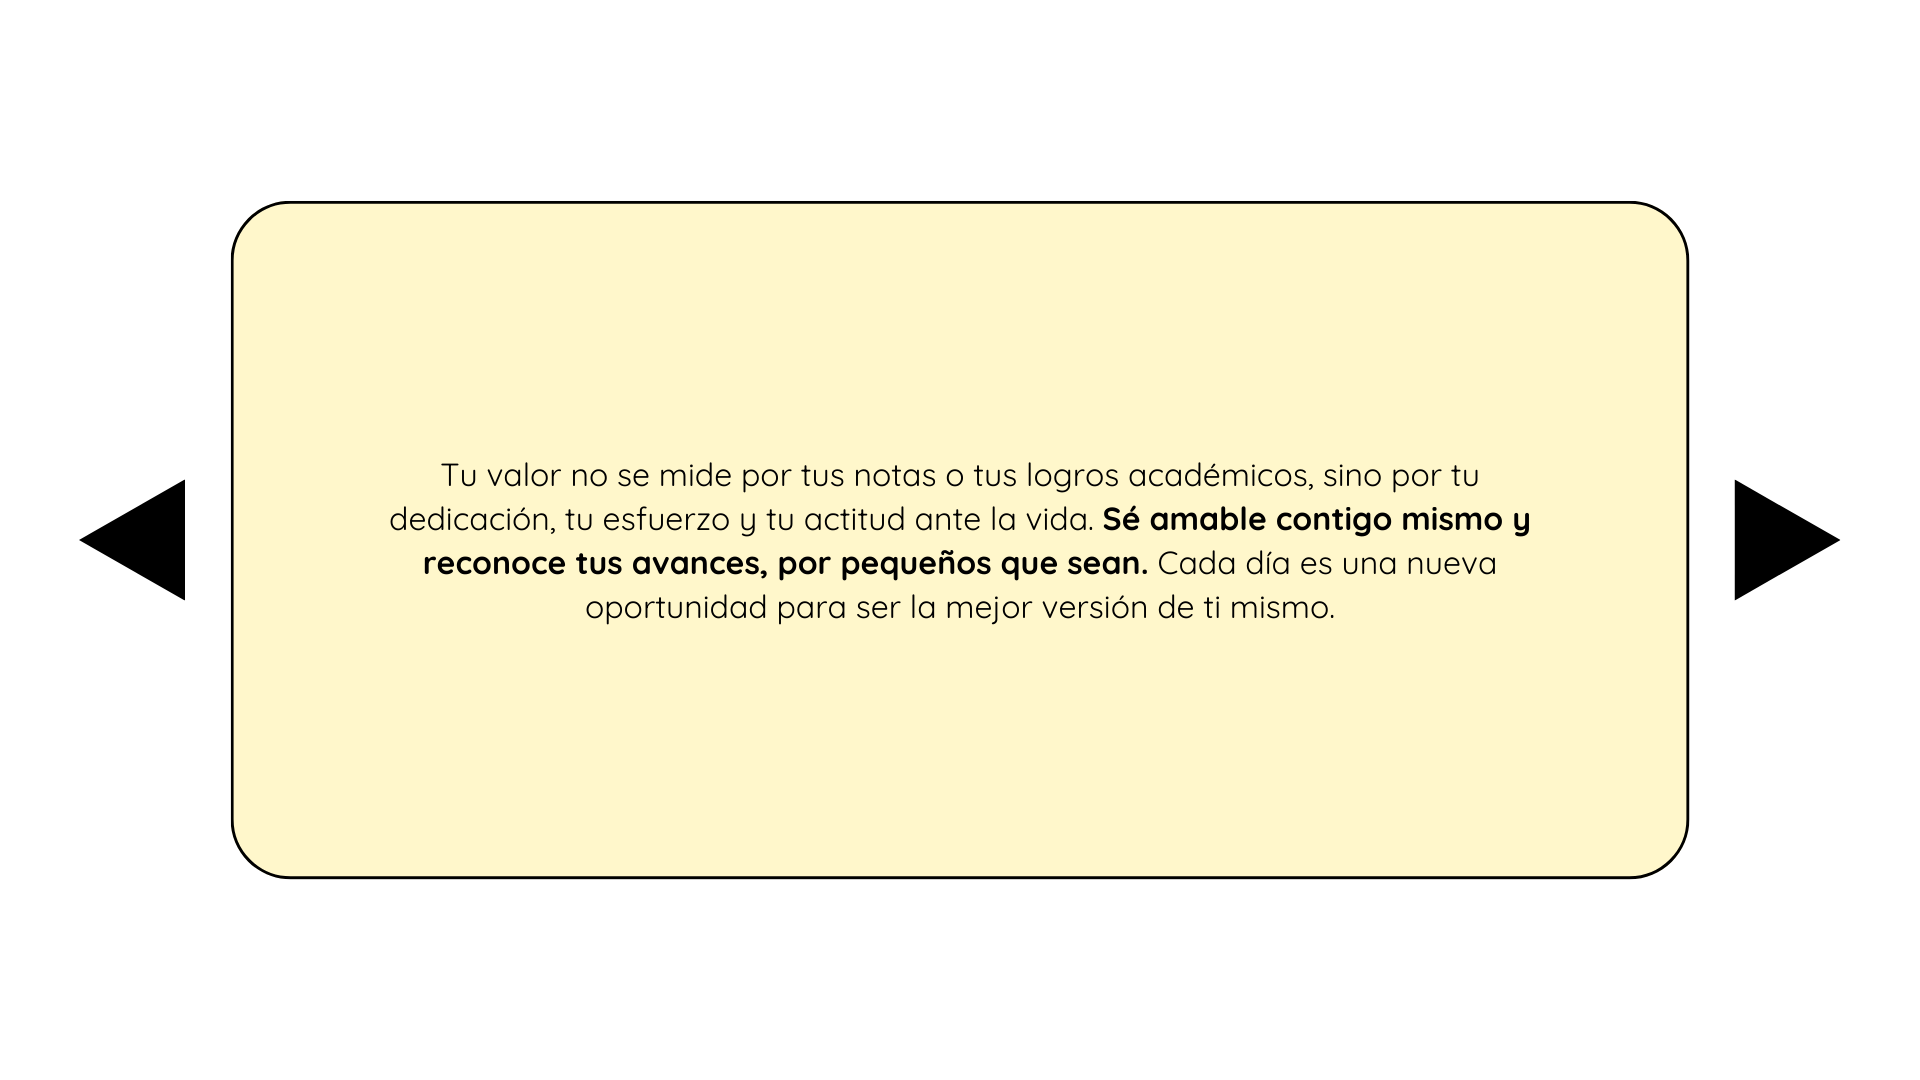 Tu valor no se mide por tus notas o tus logros académicos, sino por tu
dedicación, tu esfuerzo y tu actitud ante la vida. Sé amable contigo mismo y
reconoce tus avances, por pequeños que sean. Cada día es una nueva
oportunidad para ser la mejor versión de ti mismo.